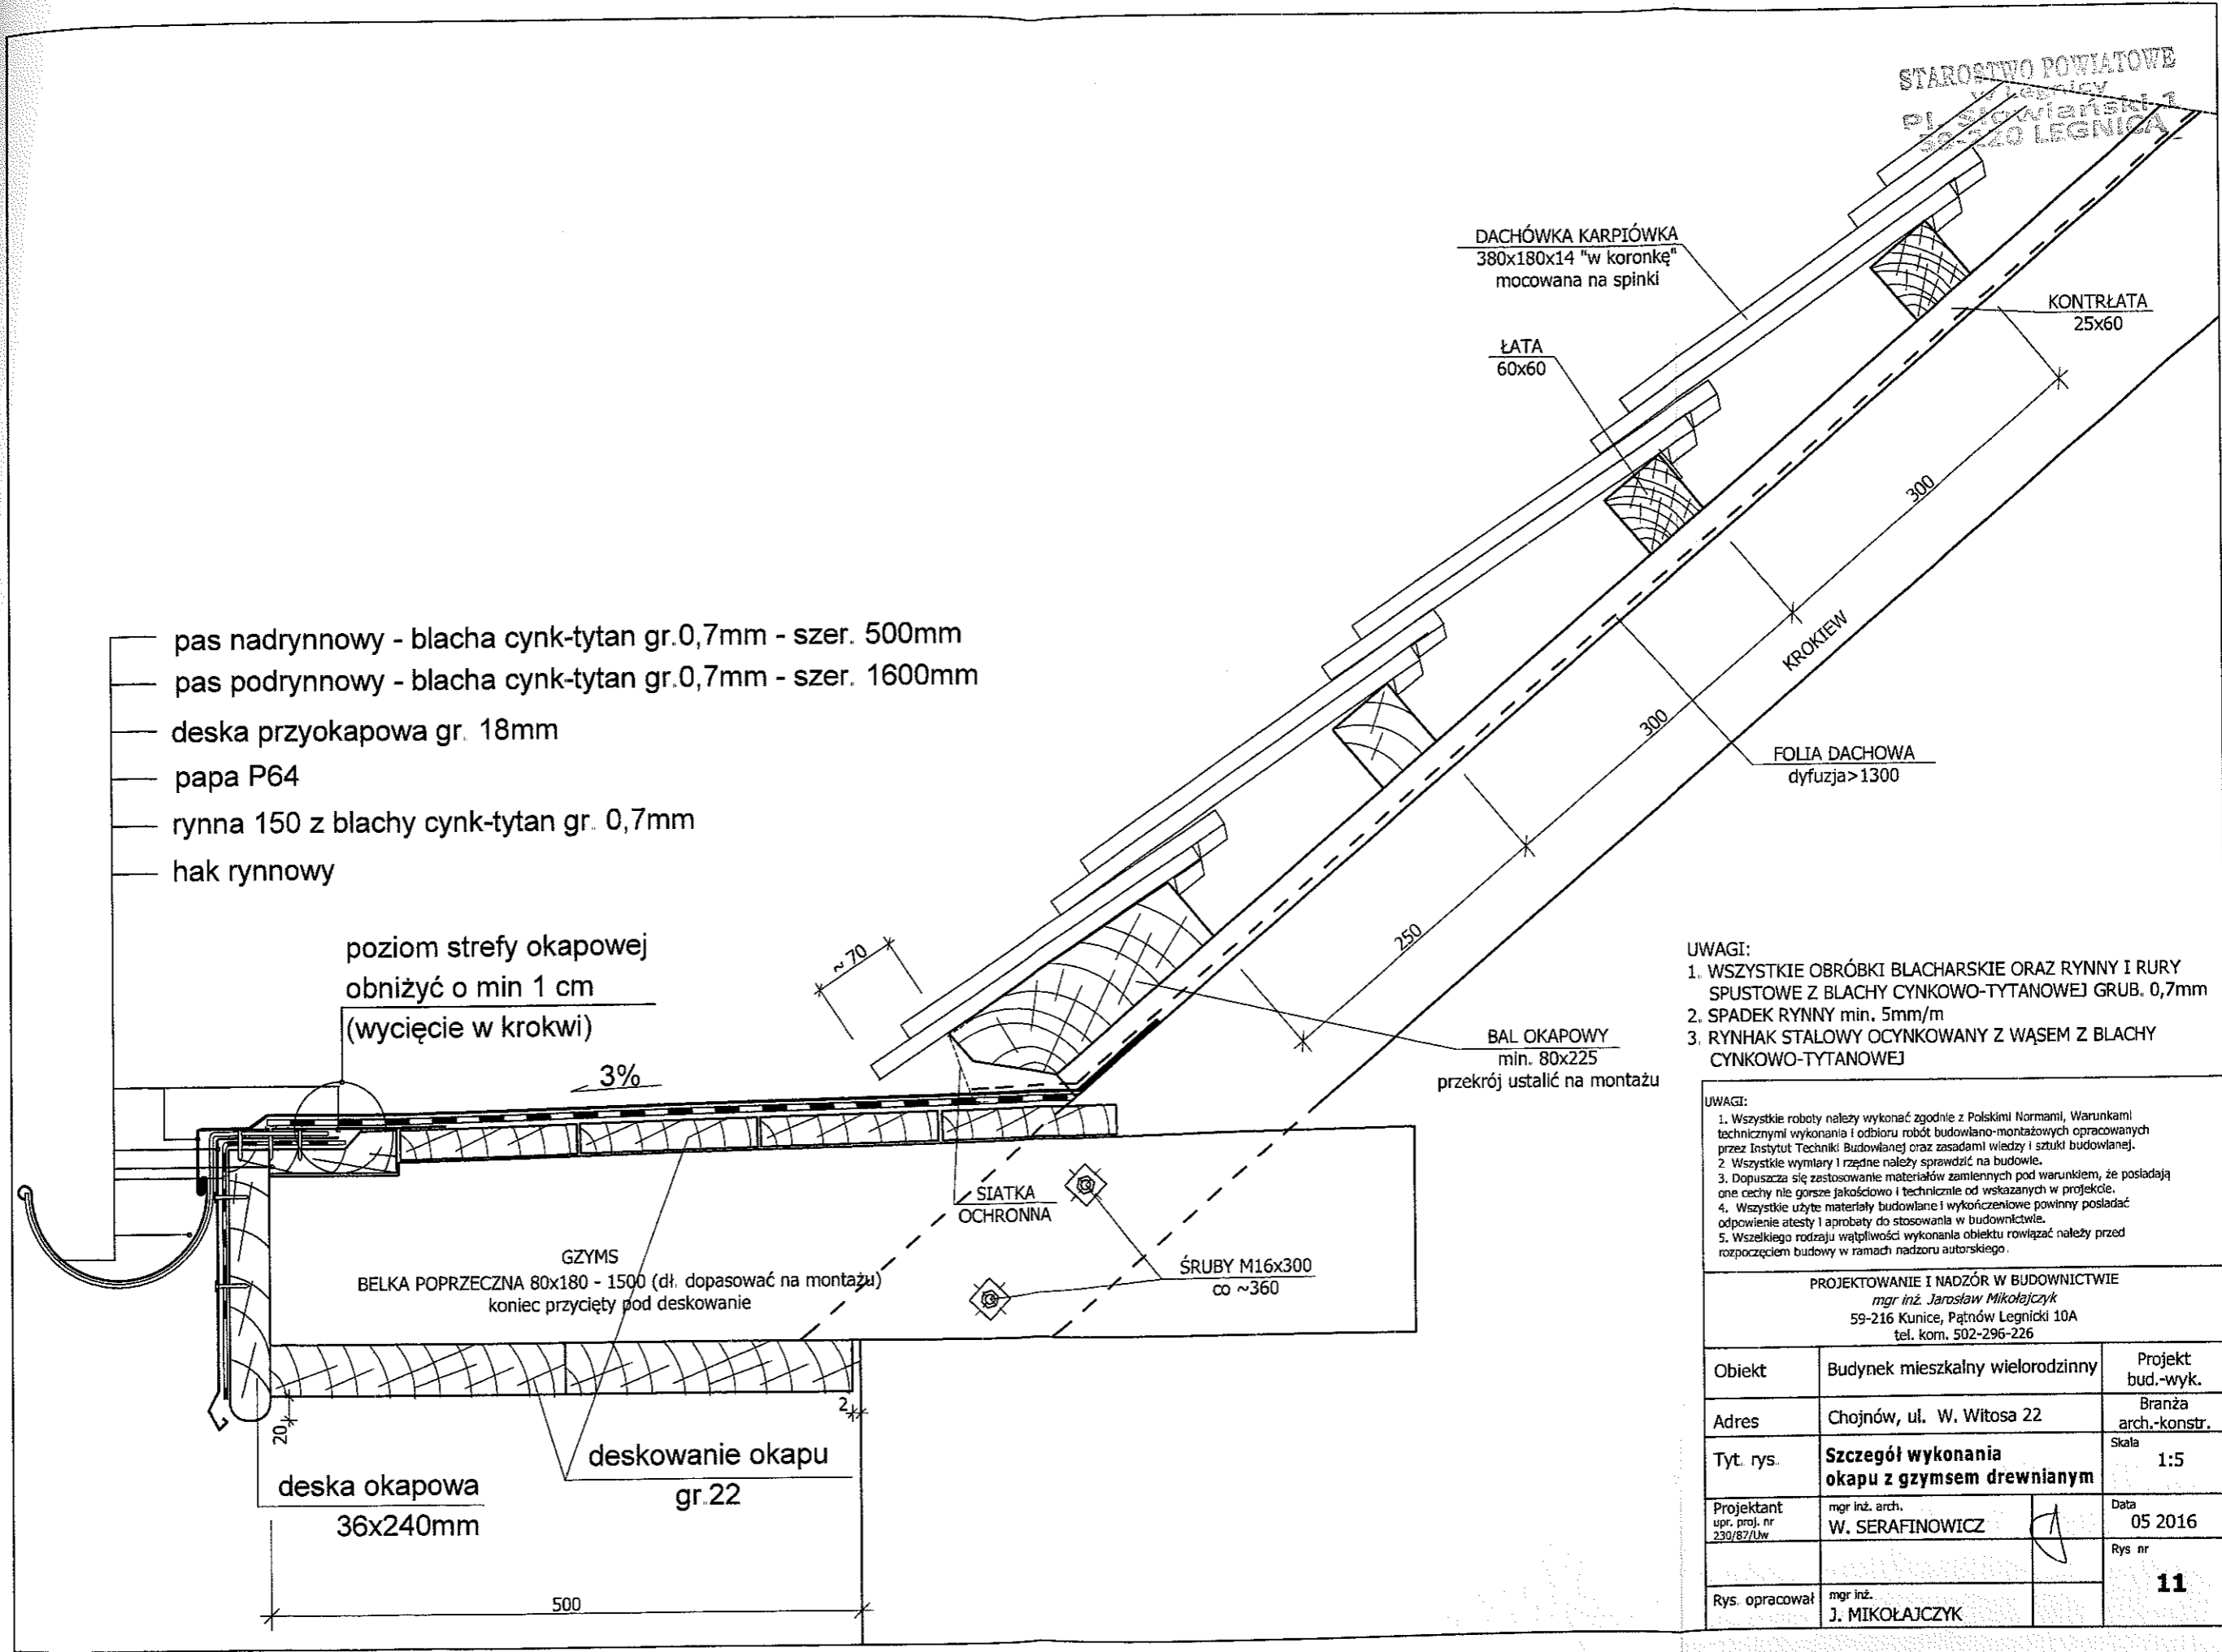 STAROSTWO POWIATOWE
w Legnicy
Pl. Słowiański 1
LEGNICA
DACHÓWKA KARPIÓWKA
380x180x14 "w koronkę"
mocowana na spinki
KONTRŁATA
25x60
ŁATA
60x60
300
KROKIEW
300
FOLIA DACHOWA
dyfuzja>1300
250
pas nadrynnowy - blacha cynk-tytan gr.0,7mm - szer. 500mm
pas podrynnowy - blacha cynk-tytan gr.0,7mm - szer. 1600mm
deska przyokapowa gr. 18mm
papa P64
rynna 150 z blachy cynk-tytan gr. 0,7mm
hak rynnowy
poziom strefy okapowej
obniżyć o min 1 cm
(wycięcie w krokwi)
~ 70
3%
BAL OKAPOWY
min. 80x225
przekrój ustalić na montażu
SIATKA
OCHRONNA
GZYMS
BELKA POPRZECZNA 80x180 - 1500 (dł. dopasować na montażu)
koniec przycięty pod deskowanie
ŚRUBY M16x300
co ~360
20
2
deskowanie okapu
gr.22
deska okapowa
36x240mm
500
UWAGI:
1. WSZYSTKIE OBRÓBKI BLACHARSKIE ORAZ RYNNY I RURY
SPUSTOWE Z BLACHY CYNKOWO-TYTANOWEJ GRUB. 0,7mm
2. SPADEK RYNNY min. 5mm/m
3. RYNHAK STALOWY OCYNKOWANY Z WĄSEM Z BLACHY
CYNKOWO-TYTANOWEJ
UWAGI:
1. Wszystkie roboty należy wykonać zgodnie z Polskimi Normami, Warunkami
technicznymi wykonania i odbioru robót budowlano-montażowych opracowanych
przez Instytut Techniki Budowlanej oraz zasadami wiedzy i sztuki budowlanej.
2 Wszystkie wymiary i rzędne należy sprawdzić na budowie.
3. Dopuszcza się zastosowanie materiałów zamiennych pod warunkiem, że posiadają
one cechy nie gorsze jakościowo i technicznie od wskazanych w projekcie.
4. Wszystkie użyte materiały budowlane i wykończeniowe powinny posiadać
odpowienie atesty i aprobaty do stosowania w budownictwie.
5. Wszelkiego rodzaju wątpliwości wykonania obiektu rowiązać należy przed
rozpoczęciem budowy w ramach nadzoru autorskiego.
PROJEKTOWANIE I NADZÓR W BUDOWNICTWIE
mgr inż. Jarosław Mikołajczyk
59-216 Kunice, Pątnów Legnicki 10A
tel. kom. 502-296-226
Obiekt
Budynek mieszkalny wielorodzinny
Projekt
bud.-wyk.
Adres
Chojnów, ul. W. Witosa 22
Branża
arch.-konstr.
Tyt. rys.
Szczegół wykonania
okapu z gzymsem drewnianym
Skala
1:5
Projektant
upr. proj. nr
230/87/Uw
mgr inż. arch.
W. SERAFINOWICZ
Data
05 2016
Rys nr
11
Rys. opracował
mgr inż.
J. MIKOŁAJCZYK